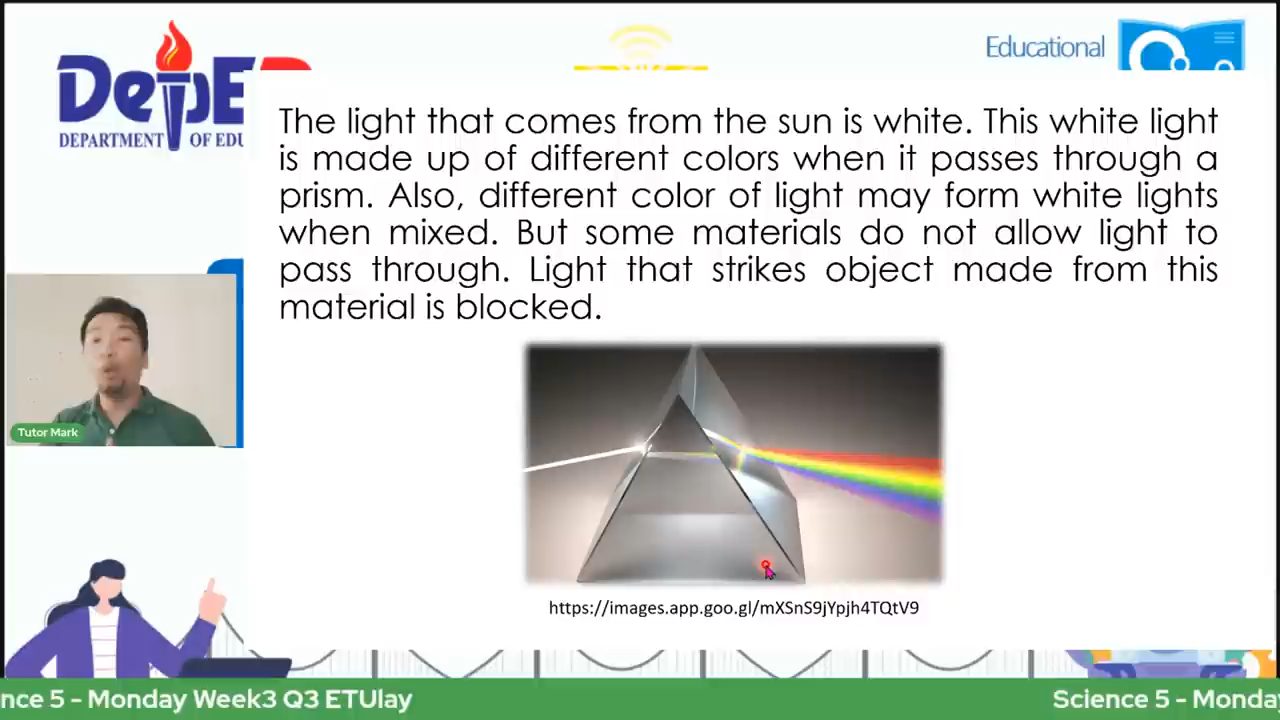 DepE
DEPARTMENT OF EDU
Educational
The light that comes from the sun is white. This white light
is made up of different colors when it passes through a
prism. Also, different color of light may form white lights
when mixed. But some materials do not allow light to
pass through. Light that strikes object made from this
material is blocked.
Tutor Mark
https://images.app.goo.gl/mXSnS9jYpjh4TQtV9
nce 5 - Monday Week3 Q3 ETUlay
Science 5 - Monday